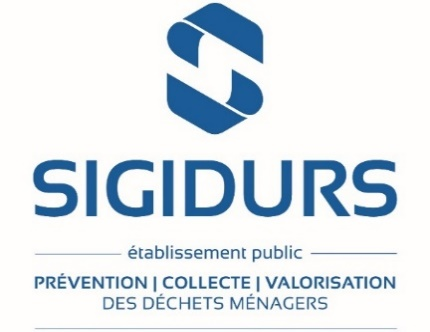 SIGIDURS
établissement public
PRÉVENTION | COLLECTE | VALORISATION
DES DÉCHETS MÉNAGERS